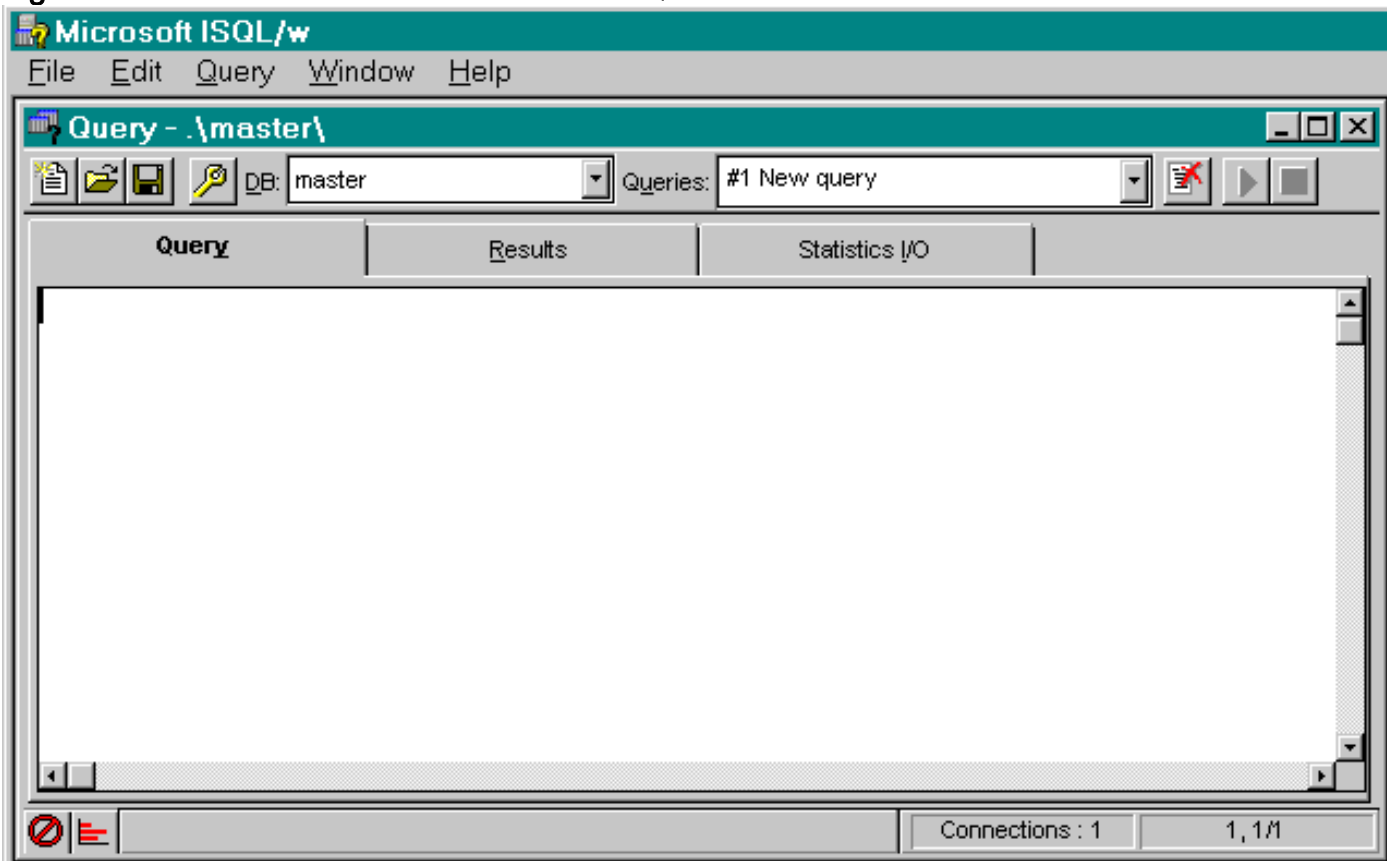 Microsoft ISQL/w
File Edit Query Window Help
Query - .\master\
DB: master Queries: #1 New query
Query Results Statistics I/O
Connections : 1 1, 1/1